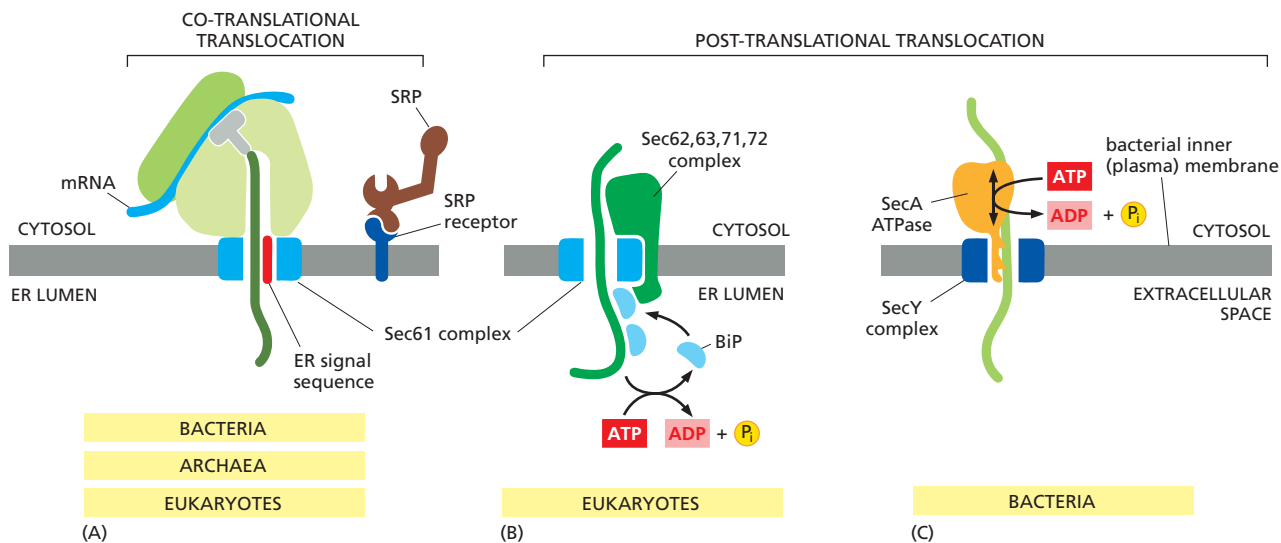 CO-TRANSLATIONAL
TRANSLOCATION
POST-TRANSLATIONAL TRANSLOCATION
mRNA
CYTOSOL
ER LUMEN
SRP
SRP
receptor
Sec61 complex
ER signal
sequence
BACTERIA
ARCHAEA
EUKARYOTES
(A)
Sec62,63,71,72
complex
CYTOSOL
ER LUMEN
BiP
ATP
ADP + Pi
EUKARYOTES
(B)
SecA
ATPase
ATP
ADP + Pi
bacterial inner
(plasma) membrane
CYTOSOL
EXTRACELLULAR
SPACE
SecY
complex
BACTERIA
(C)